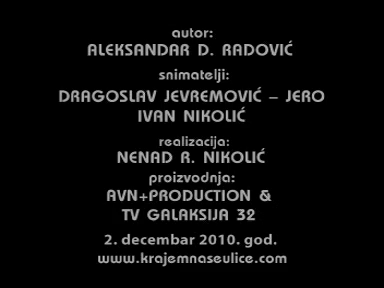 autor:
ALEKSANDAR D. RADOVIĆ
snimatelji:
DRAGOSLAV JEVREMOVIĆ – JERO
IVAN NIKOLIĆ
realizacija:
NENAD R. NIKOLIĆ
proizvodnja:
AVN+PRODUCTION &
TV GALAKSIJA 32
2. decembar 2010. god.
www.krajemnaseulice.com